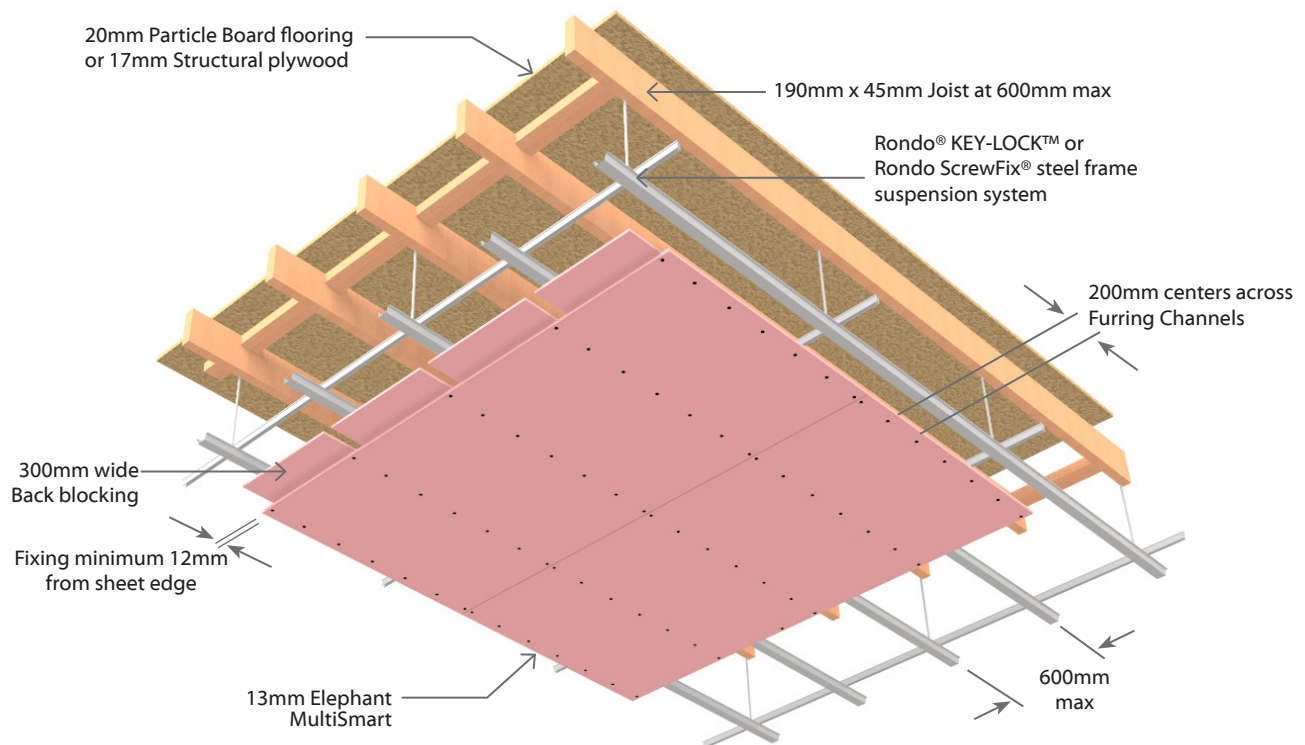 20mm Particle Board flooring
or 17mm Structural plywood
190mm x 45mm Joist at 600mm max
Rondo® KEY-LOCK™ or
Rondo ScrewFix® steel frame
suspension system
200mm centers across
Furring Channels
300mm wide
Back blocking
Fixing minimum 12mm
from sheet edge
13mm Elephant
MultiSmart
600mm
max